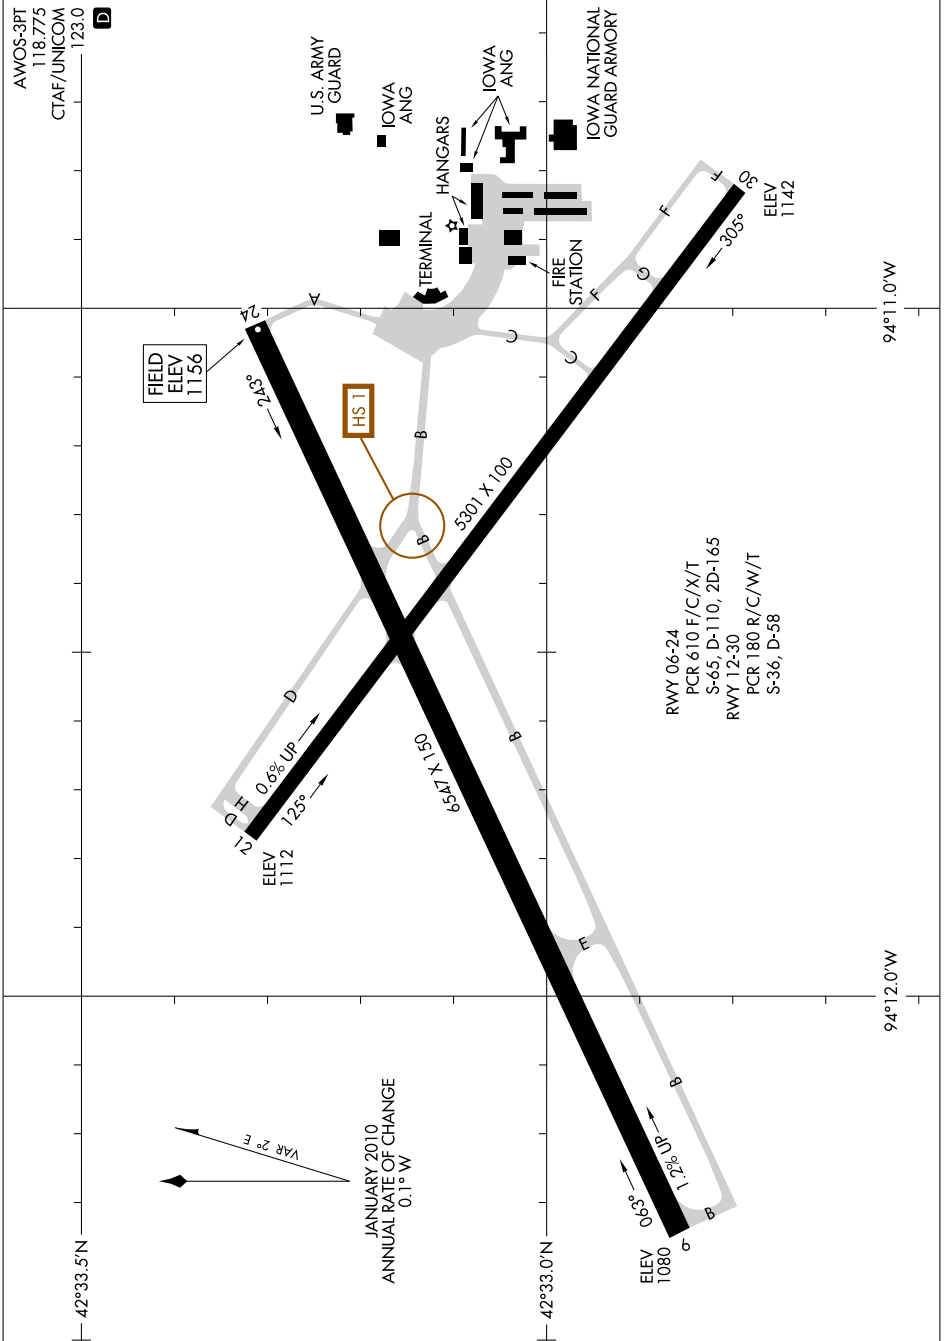 AWOS-3PT
118.775
CTAF/UNICOM
123.0
D
U.S. ARMY
GUARD
IOWA
ANG
HANGARS
IOWA
ANG
IOWA NATIONAL
GUARD ARMORY
TERMINAL
FIRE
STATION
A
24
FIELD
ELEV
1156
243°
HS 1
B
B
C
C
F
F
F
G
30
ELEV
1142
305°
94°11.0'W
5301 X 100
D
0.6% UP
125°
H
D
12
ELEV
1112
6547 X 150
B
E
B
B
RWY 06-24
PCR 610 F/C/X/T
S-65, D-110, 2D-165
RWY 12-30
PCR 180 R/C/W/T
S-36, D-58
94°12.0'W
VAR 2° E
JANUARY 2010
ANNUAL RATE OF CHANGE
0.1° W
063°
1.2% UP
6
ELEV
1080
42°33.5'N
42°33.0'N